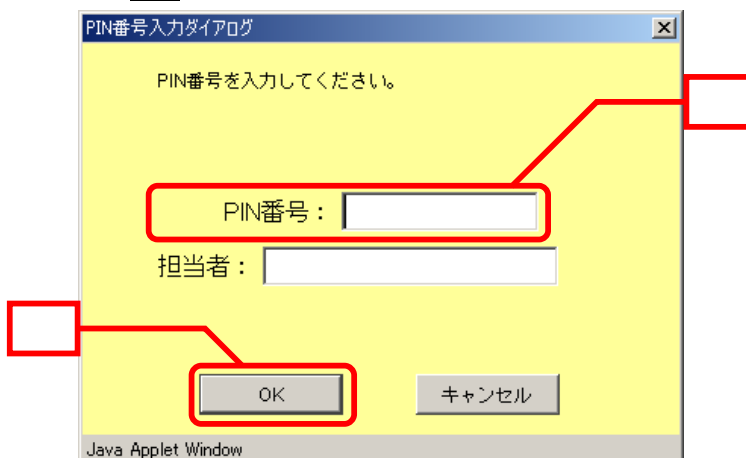 PIN番号入力ダイアログ
PIN番号を入力してください。
PIN番号：
担当者：
OK
キャンセル
Java Applet Window